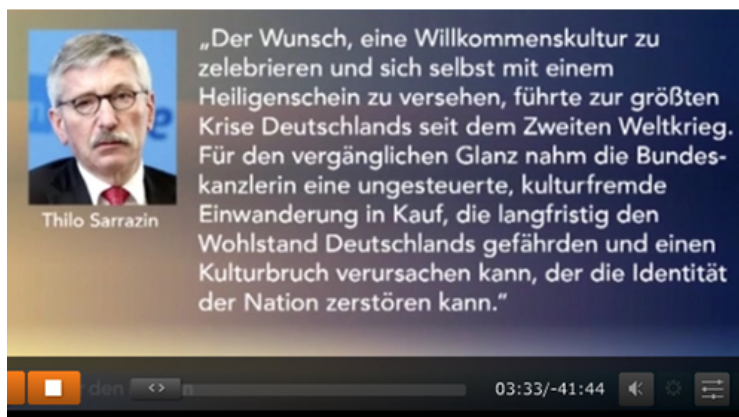 „Der Wunsch, eine Willkommenskultur zu
zelebrieren und sich selbst mit einem
Heiligenschein zu versehen, führte zur größten
Krise Deutschlands seit dem Zweiten Weltkrieg.
Für den vergänglichen Glanz nahm die Bundes-
kanzlerin eine ungesteuerte, kulturfremde
Einwanderung in Kauf, die langfristig den
Wohlstand Deutschlands gefährden und einen
Kulturbruch verursachen kann, der die Identität
der Nation zerstören kann.“
Thilo Sarrazin
03:33/-41:44